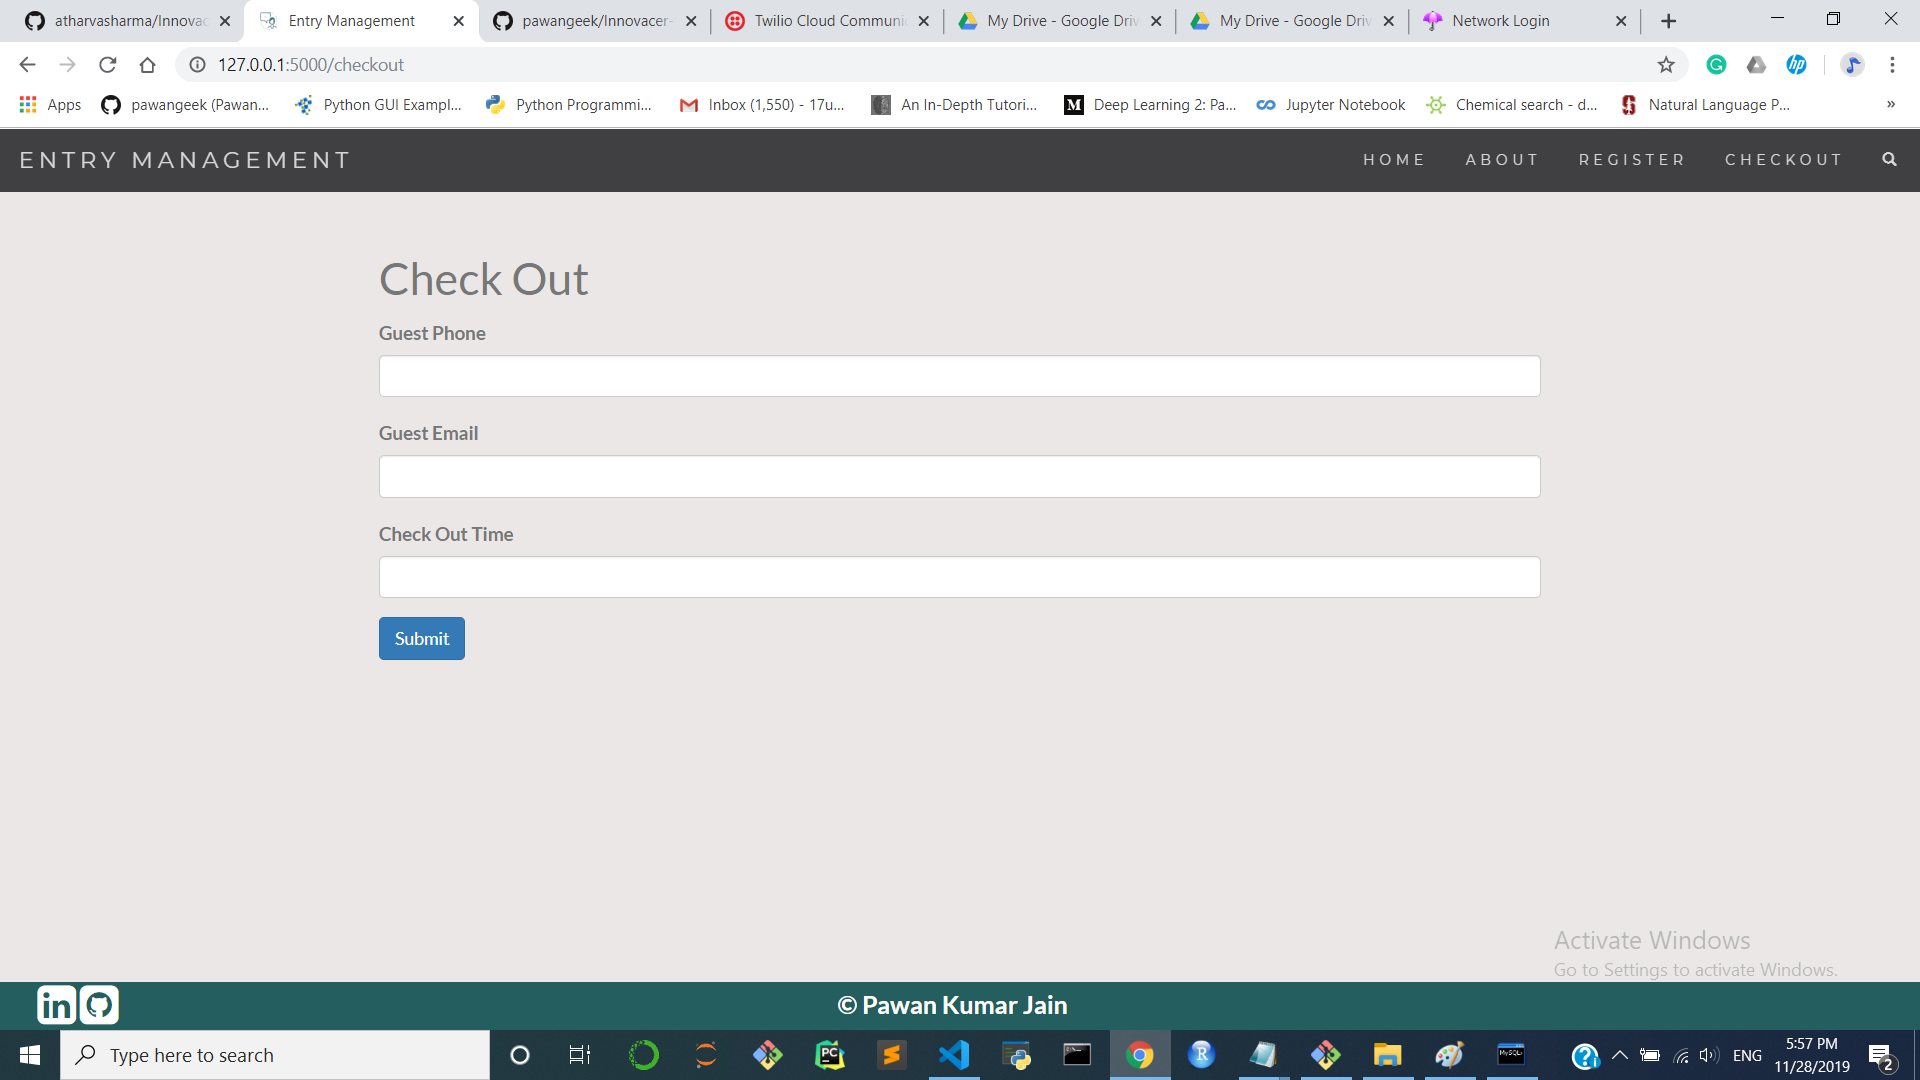 atharvasharma/Innovac
Entry Management
pawangeek/Innovacer-
Twilio Cloud Communi
My Drive - Google Driv
My Drive - Google Driv
Network Login
127.0.0.1:5000/checkout
Apps
pawangeek (Pawan...
Python GUI Exampl...
Python Programmi...
Inbox (1,550) - 17u...
An In-Depth Tutori...
Deep Learning 2: Pa...
Jupyter Notebook
Chemical search - d...
Natural Language P...
»
ENTRY MANAGEMENT
HOME
ABOUT
REGISTER
CHECKOUT
Check Out
Guest Phone
Guest Email
Check Out Time
Submit
Activate Windows
Go to Settings to activate Windows.
© Pawan Kumar Jain
Type here to search
ENG
5:57 PM
11/28/2019
2